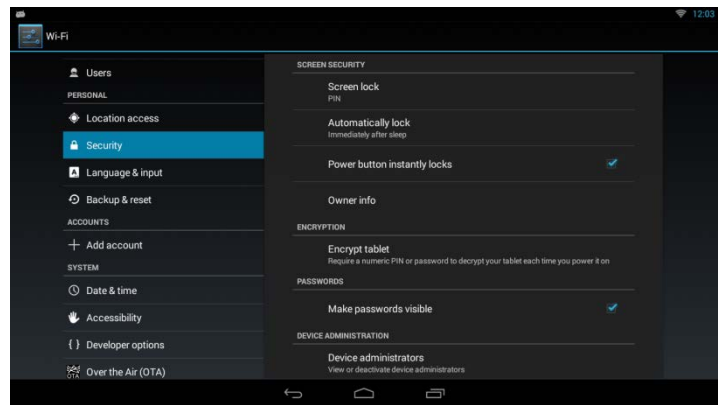 12:03
Wi-Fi
Users
PERSONAL
Location access
Security
Language & input
Backup & reset
ACCOUNTS
Add account
SYSTEM
Date & time
Accessibility
{ } Developer options
OTA
Over the Air (OTA)
SCREEN SECURITY
Screen lock
PIN
Automatically lock
Immediately after sleep
Power button instantly locks
Owner info
ENCRYPTION
Encrypt tablet
Require a numeric PIN or password to decrypt your tablet each time you power it on
PASSWORDS
Make passwords visible
DEVICE ADMINISTRATION
Device administrators
View or deactivate device administrators